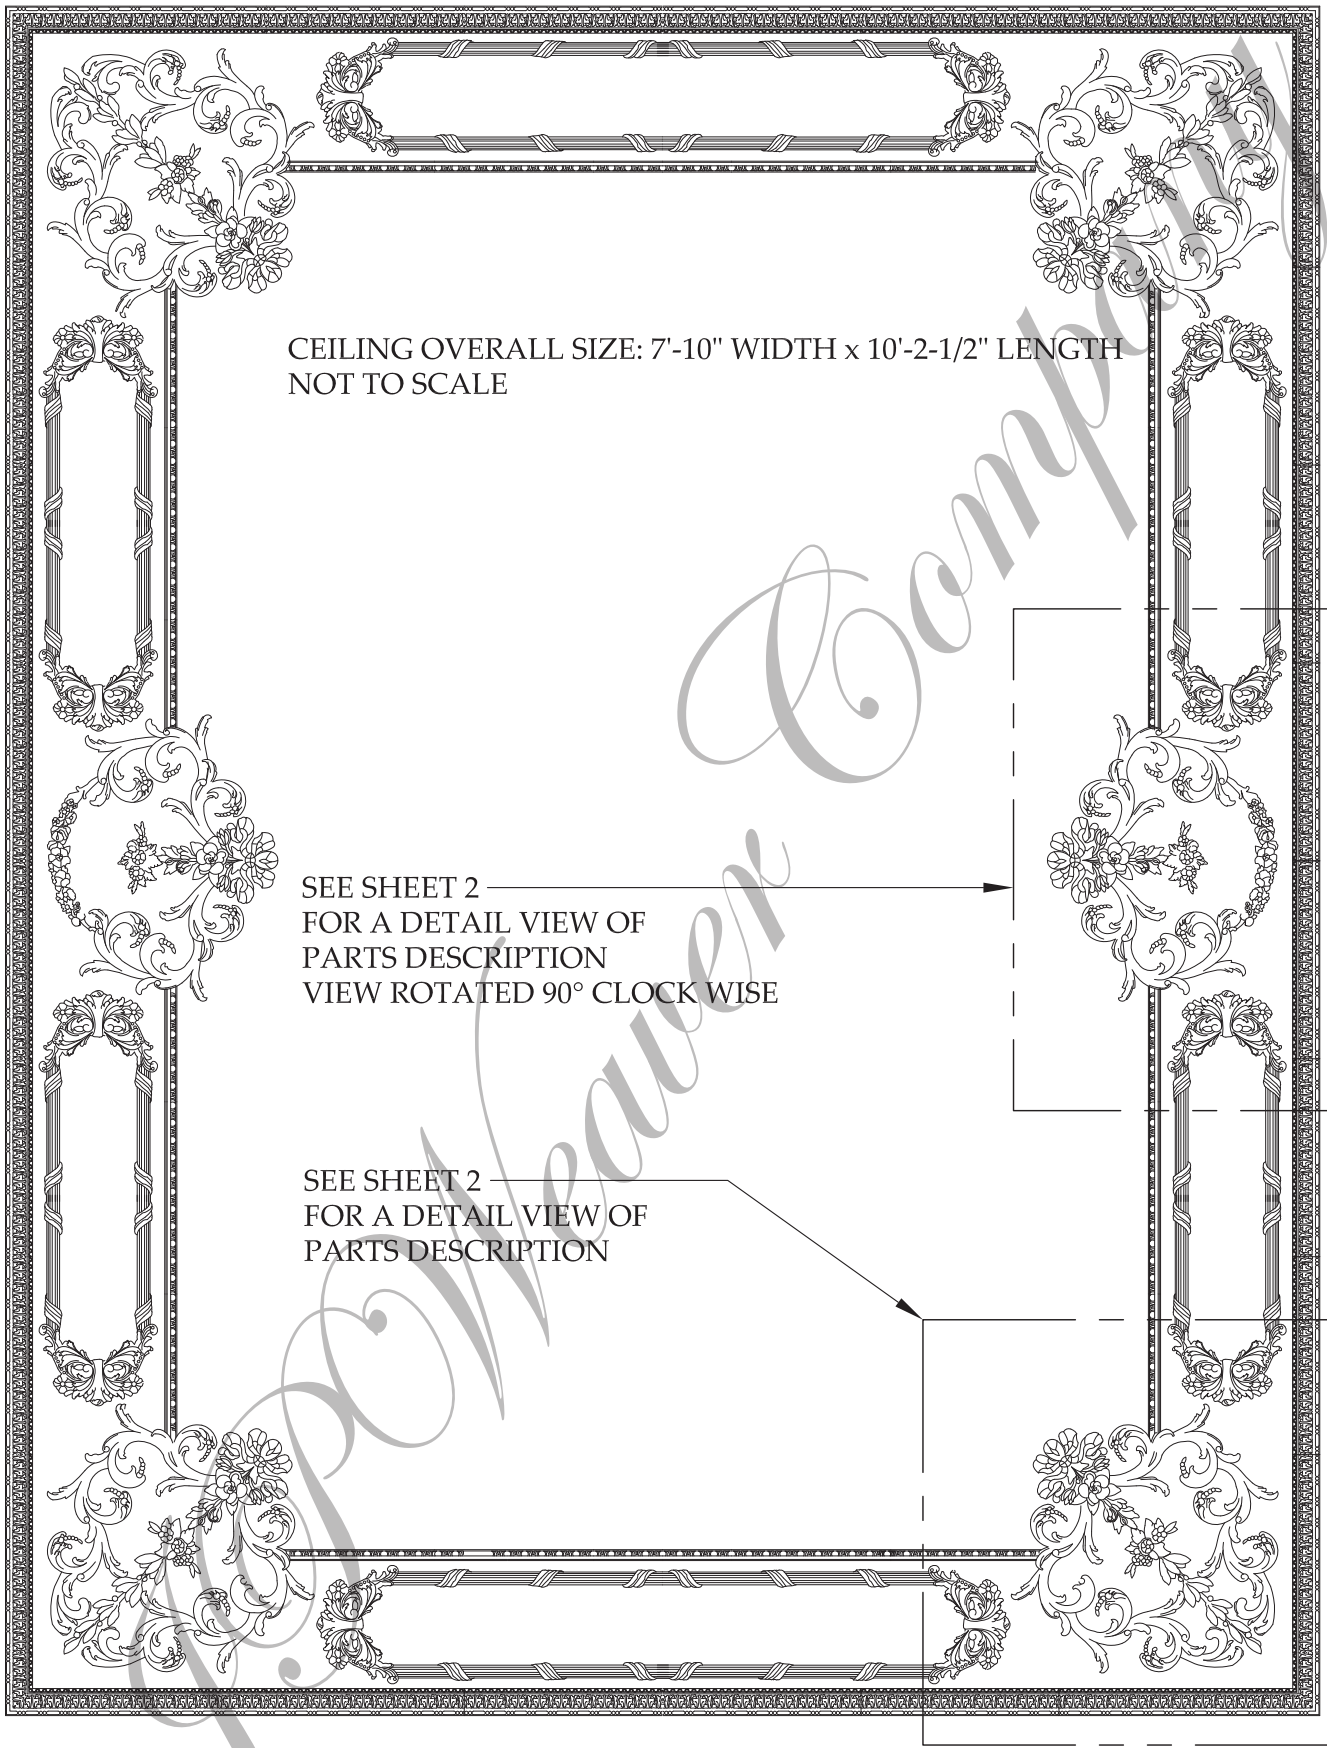 CEILING OVERALL SIZE: 7'-10" WIDTH x 10'-2-1/2" LENGTH
NOT TO SCALE
SEE SHEET 2
FOR A DETAIL VIEW OF
PARTS DESCRIPTION
VIEW ROTATED 90° CLOCK WISE
SEE SHEET 2
FOR A DETAIL VIEW OF
PARTS DESCRIPTION
JP Weaver Company